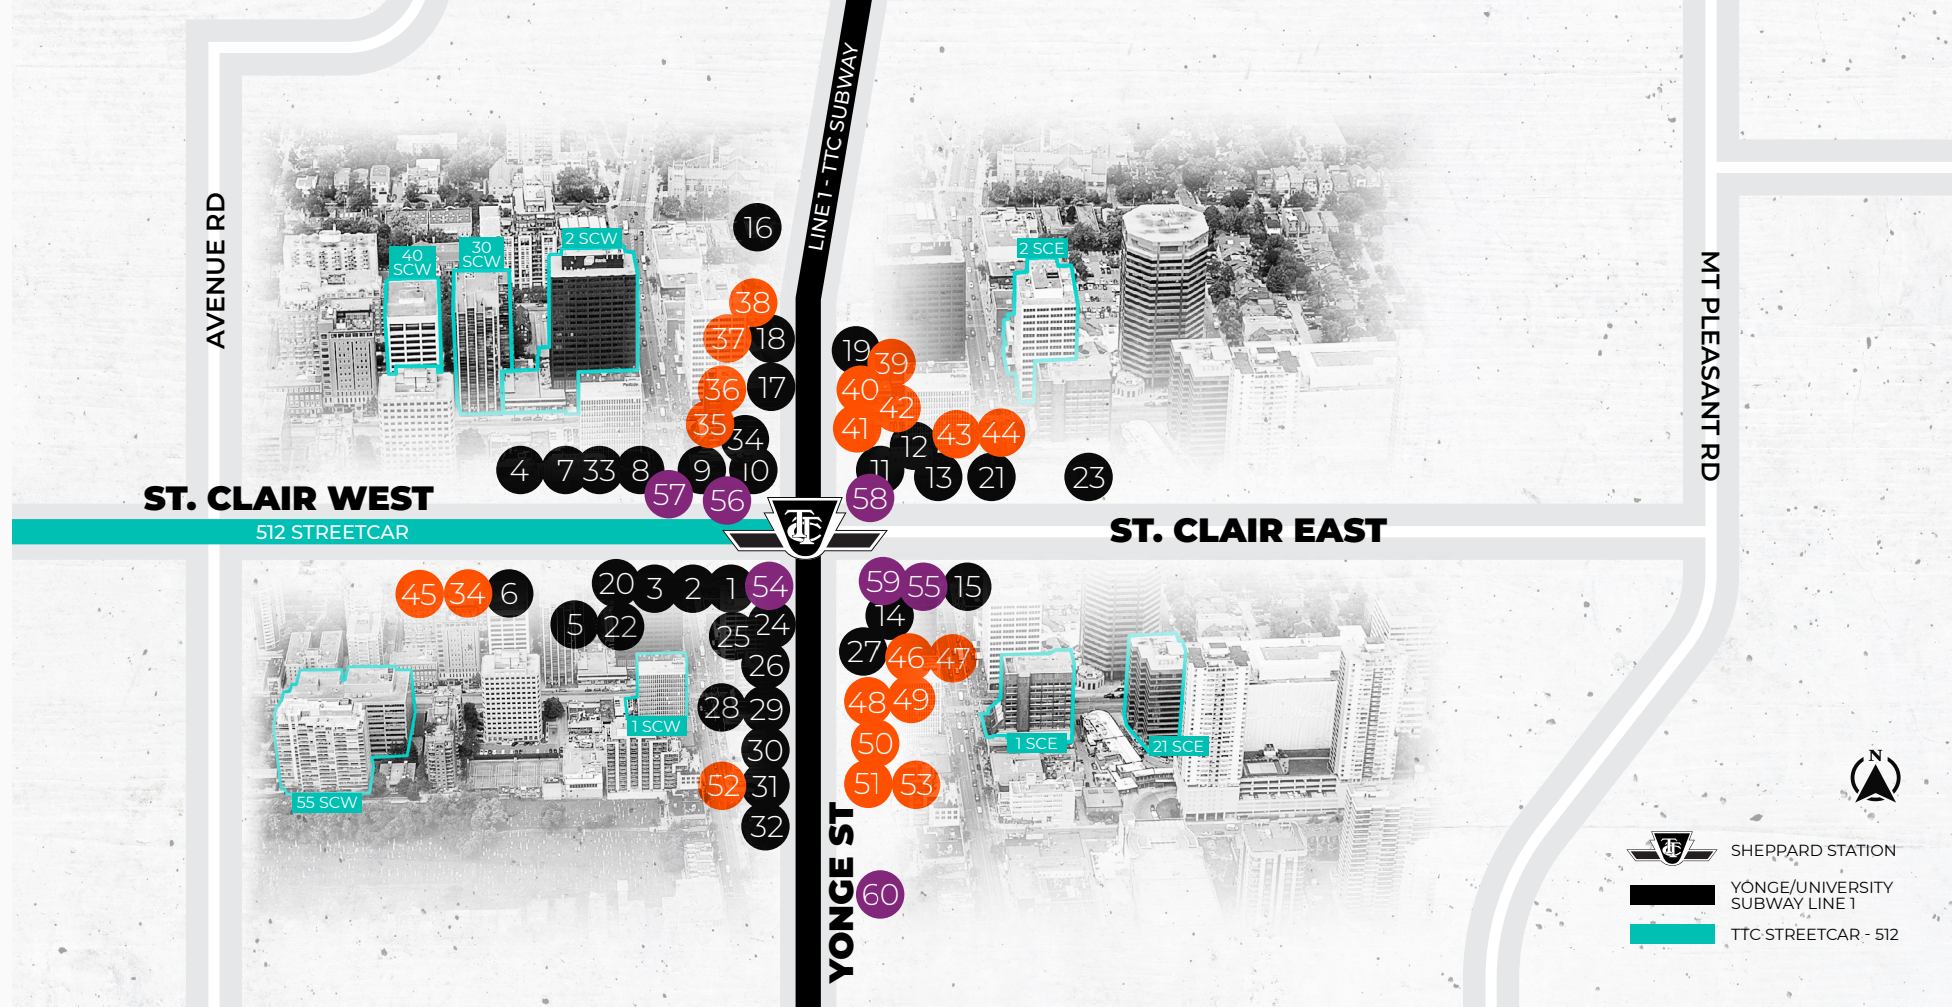 LINE 1 - TTC SUBWAY
AVENUE RD
MT PLEASANT RD
40
SCW
30
SCW
2 SCW
2 SCE
16
38
37
18
36
17
35
34
19
39
40
42
41
12
43
44
4
7
33
8
9
10
11
13
21
23
57
56
58
ST. CLAIR WEST
512 STREETCAR
TTC
ST. CLAIR EAST
45
34
6
20
3
2
1
54
59
55
15
5
22
25
24
14
26
27
46
47
28
29
48
49
30
50
52
31
51
53
32
60
1 SCW
55 SCW
1 SCE
21 SCE
YONGE ST
N
TTC
SHEPPARD STATION
YONGE/UNIVERSITY
SUBWAY LINE 1
TTC STREETCAR - 512